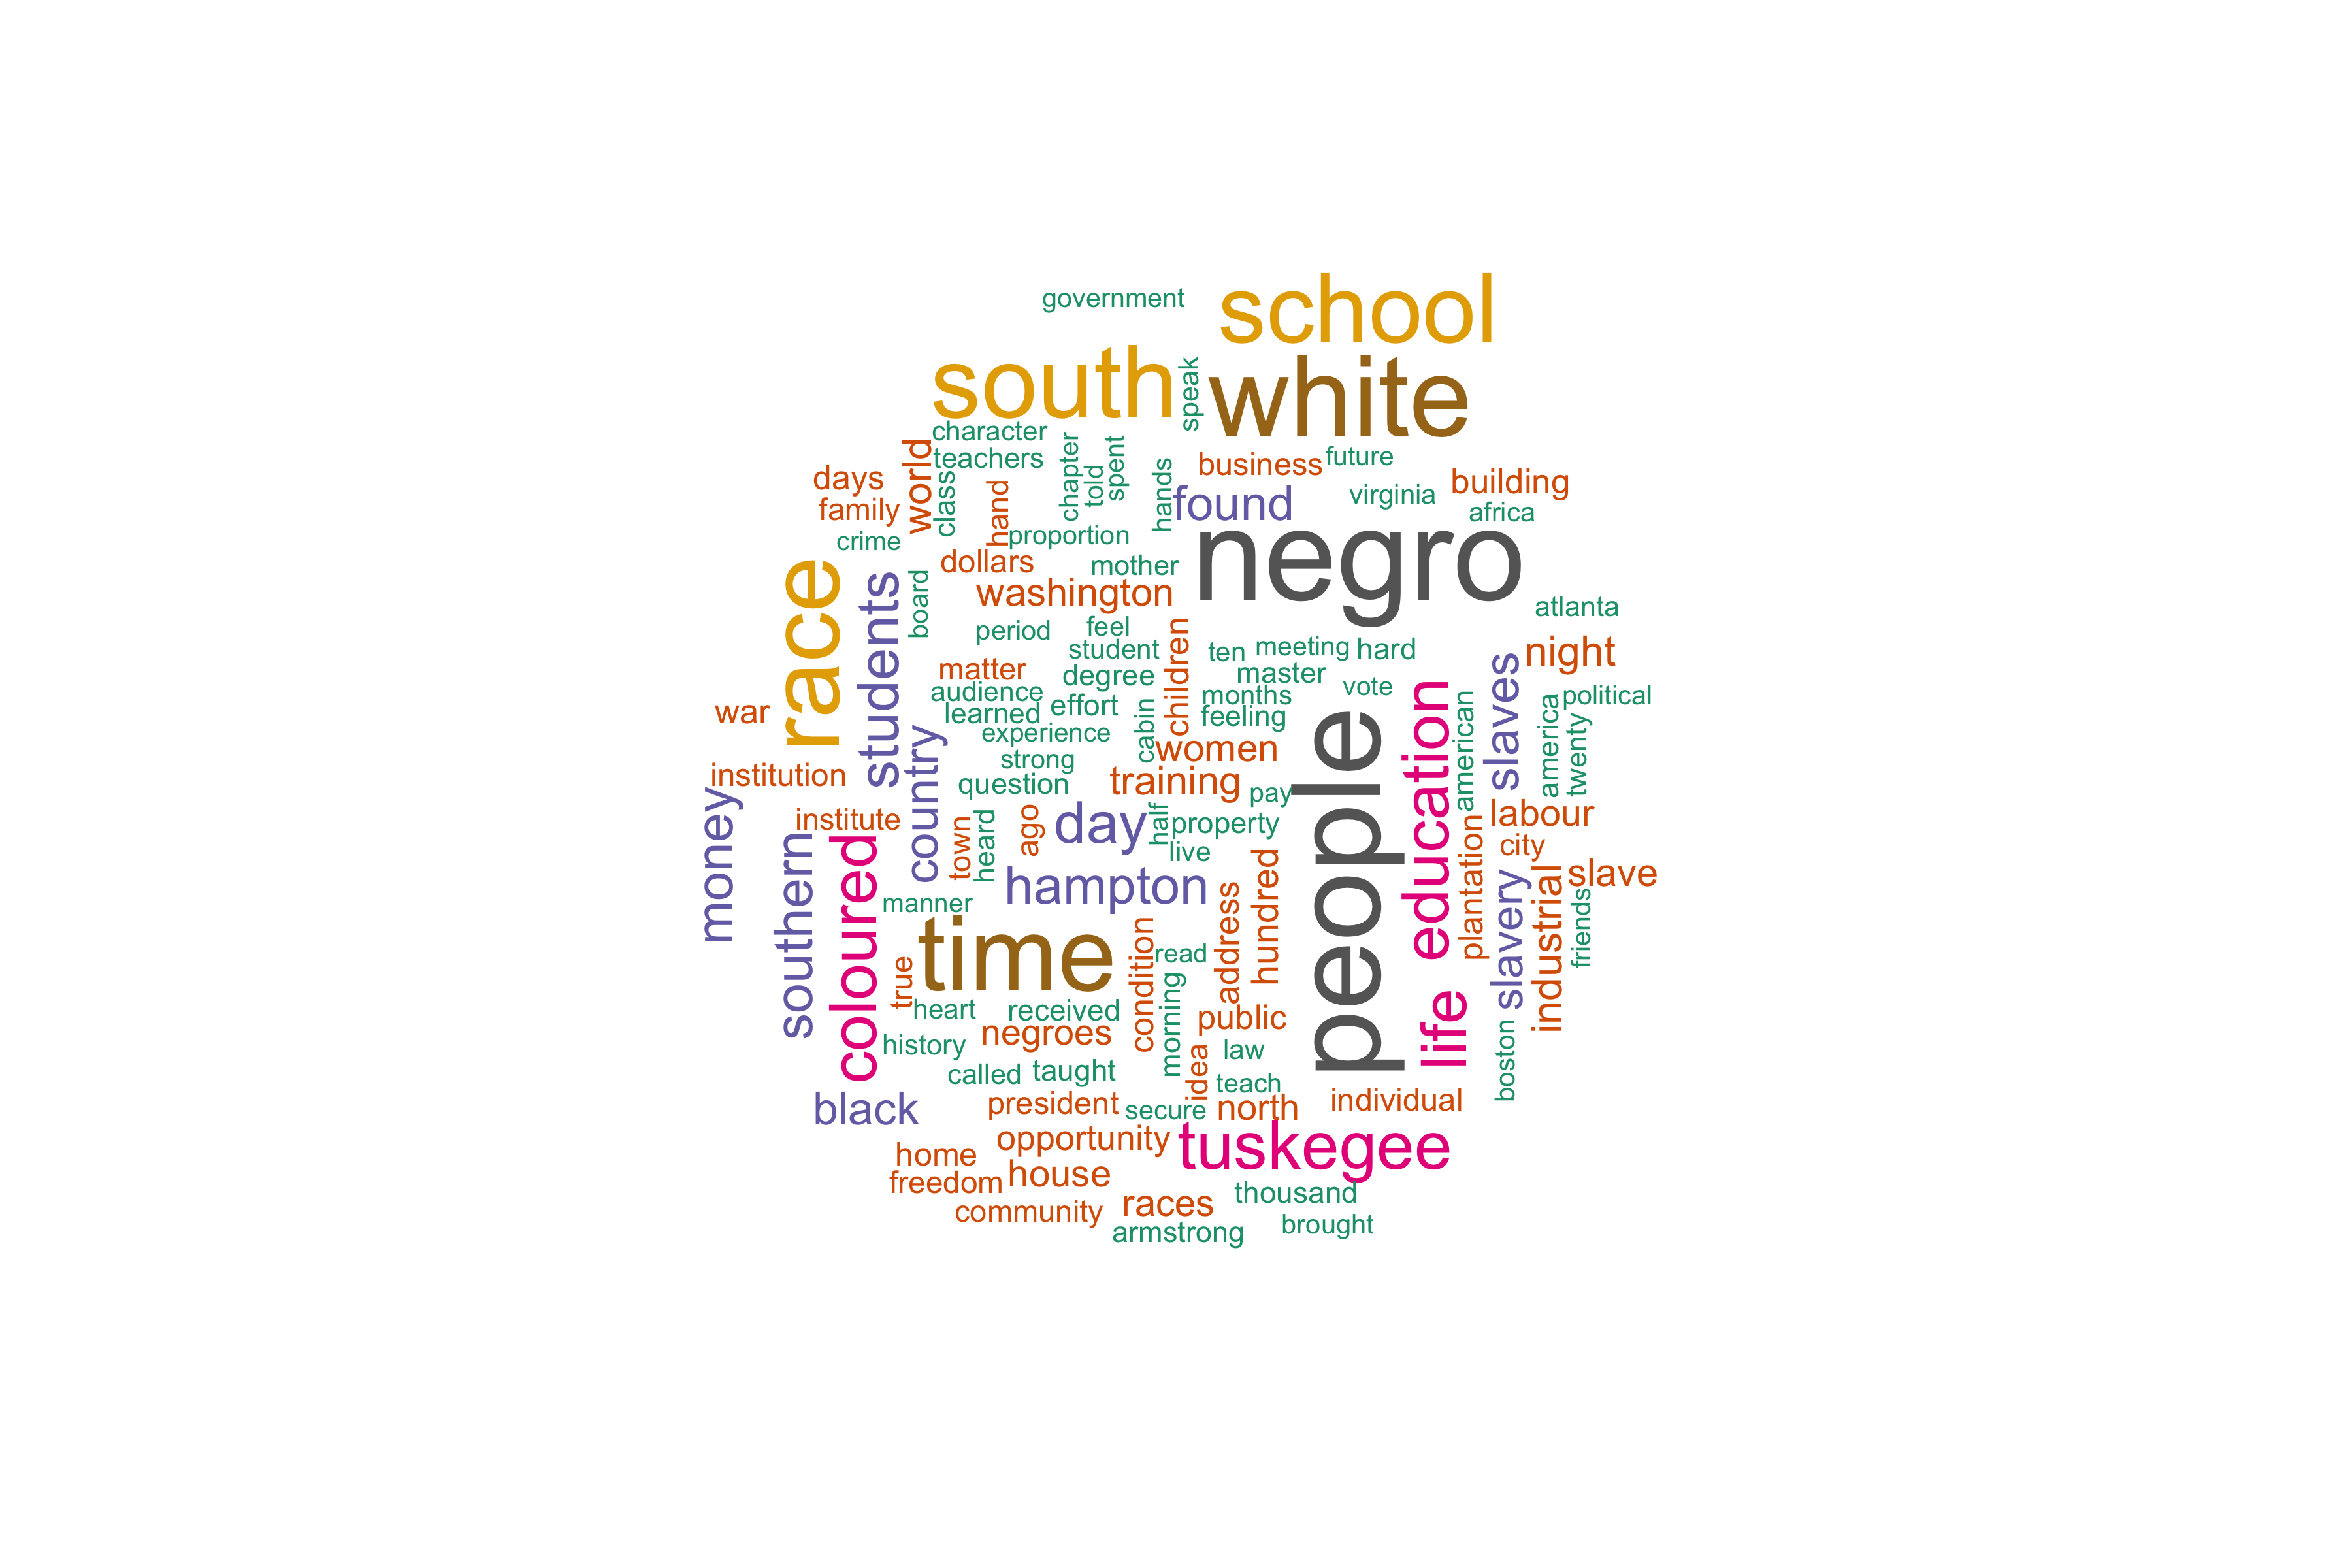 government
school
south
speak
white
character
teachers
world
days
family
class
hand
chapter
told
spent
hands
business
future
found
virginia
building
africa
crime
proportion
negro
dollars
mother
race
students
board
washington
atlanta
period
feel
student
children
ten
meeting
hard
slaves
night
matter
degree
master
audience
months
vote
learned
effort
feeling
war
country
experience
cabin
women
people
education
american
america
twenty
political
strong
institution
question
training
pay
money
institute
town
heard
ago
day
half
property
live
plantation
labour
city
slave
southern
coloured
hampton
hundred
slavery
industrial
friends
manner
time
true
condition
read
address
heart
received
morning
public
life
negroes
history
law
idea
boston
called
taught
teach
president
secure
north
individual
black
opportunity
tuskegee
home
freedom
house
thousand
community
races
armstrong
brought